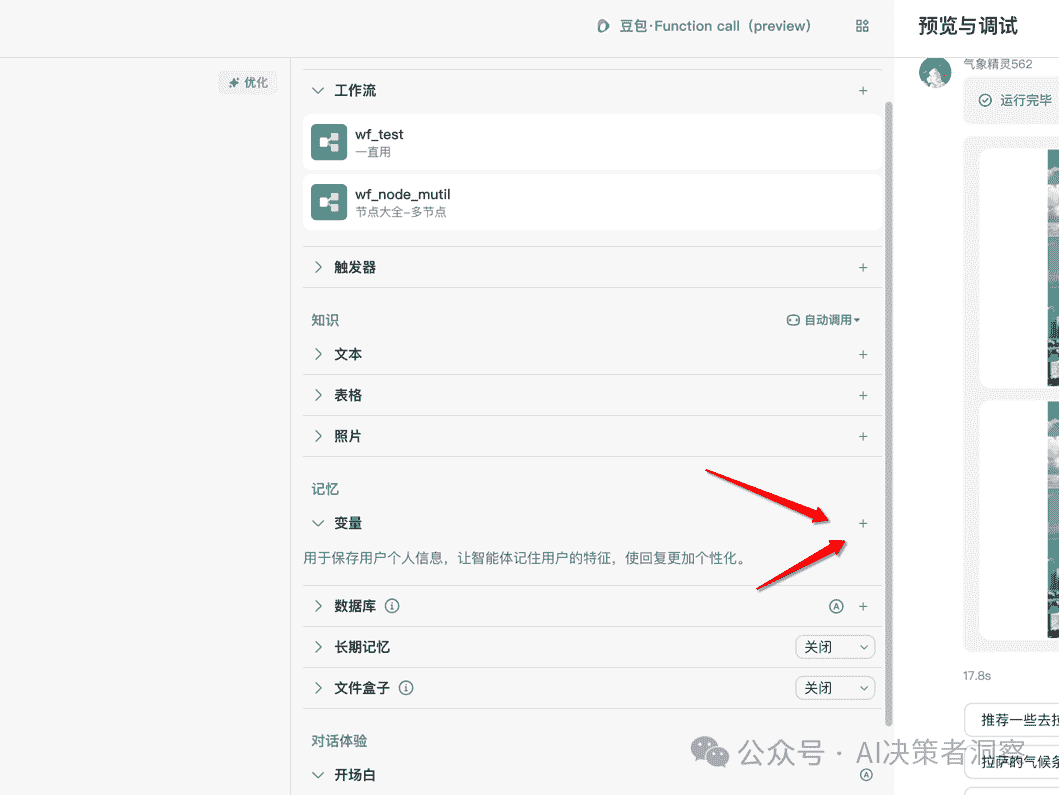 豆包·Function call（preview）
预览与调试
优化
气象精灵562
运行完毕
工作流
wf_test
一直用
wf_node_mutil
节点大全-多节点
触发器
知识
自动调用
文本
表格
照片
记忆
变量
用于保存用户个人信息，让智能体记住用户的特征，使回复更加个性化。
数据库
长期记忆
关闭
文件盒子
关闭
17.8s
推荐一些去拉
对话体验
公众号 · AI决策者洞察
拉萨的气候条
开场白